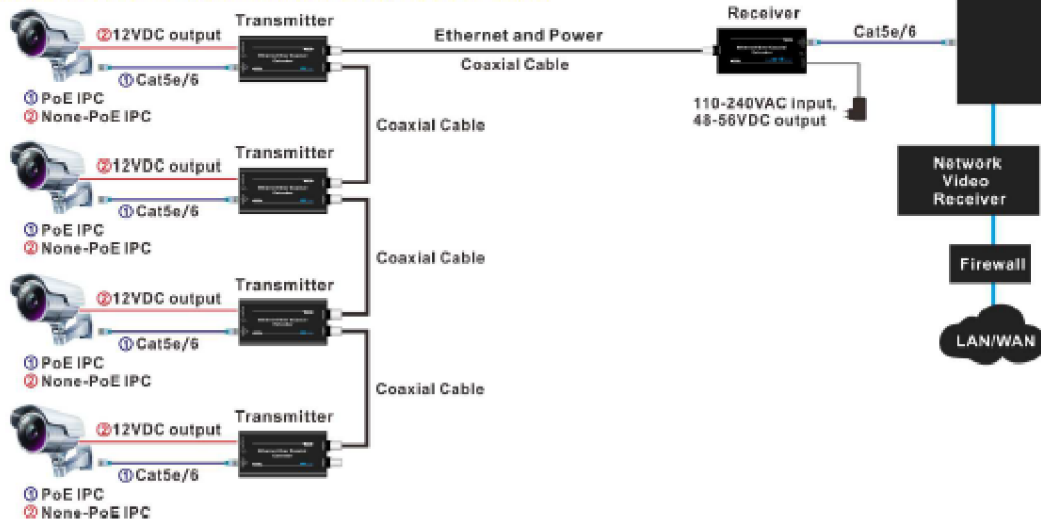 Transmitter
②12VDC output
①Cat5e/6
① PoE IPC
② None-PoE IPC
Ethernet and Power
Coaxial Cable
Receiver
Cat5e/6
110-240VAC input,
48-56VDC output
Coaxial Cable
Transmitter
②12VDC output
①Cat5e/6
① PoE IPC
② None-PoE IPC
Coaxial Cable
Transmitter
②12VDC output
①Cat5e/6
① PoE IPC
② None-PoE IPC
Coaxial Cable
Transmitter
②12VDC output
①Cat5e/6
① PoE IPC
② None-PoE IPC
Network
Video
Receiver
Firewall
LAN/WAN